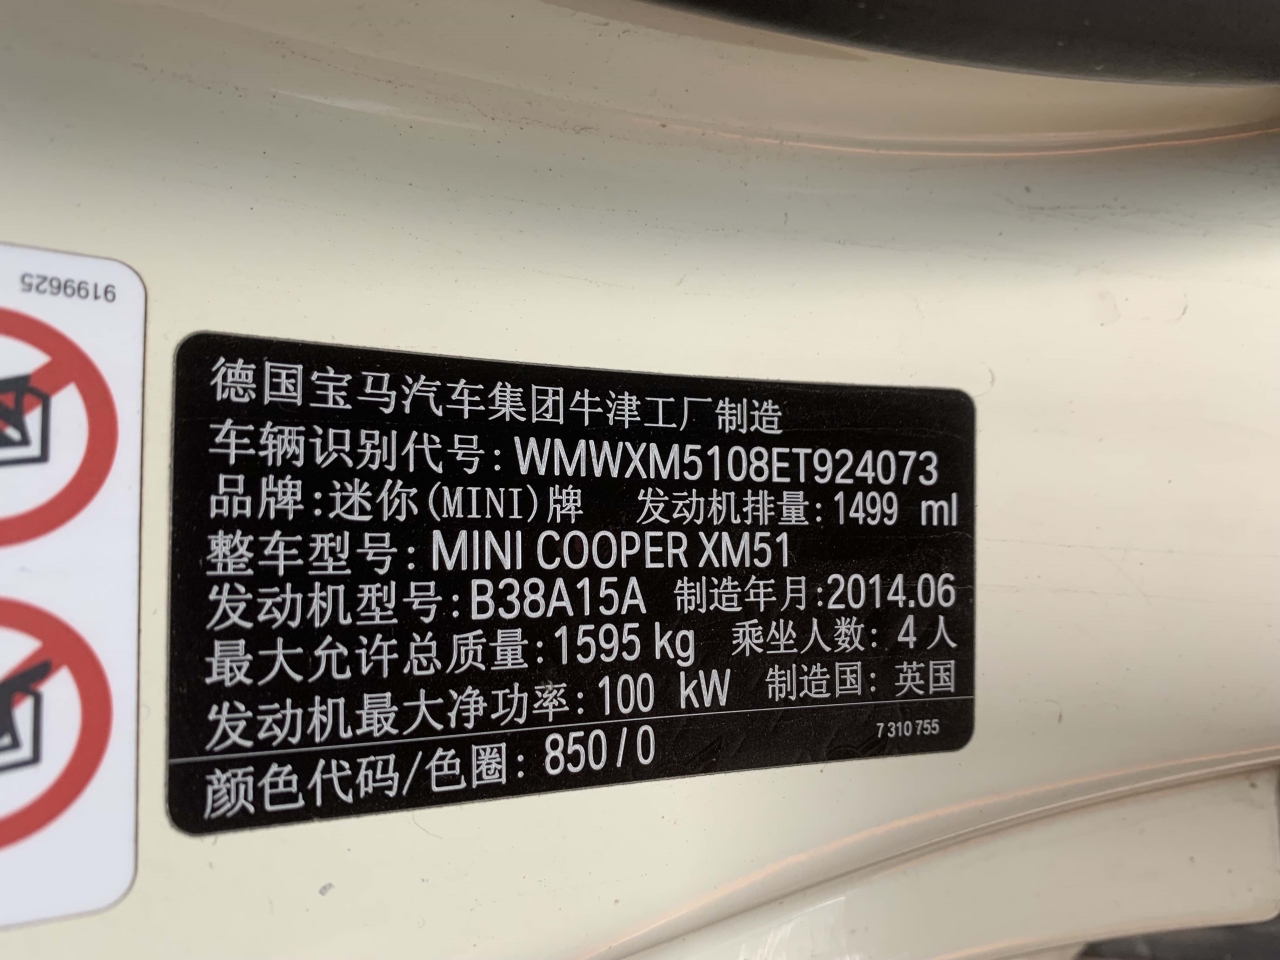 9199625
德国宝马汽车集团牛津工厂制造
车辆识别代号: WMWXM5108ET924073
品牌:迷你(MINI)牌 发动机排量: 1499 ml
整车型号: MINI COOPER XM51
发动机型号: B38A15A 制造年月:2014.06
最大允许总质量:1595 kg 乘坐人数: 4 人
发动机最大净功率: 100 kW 制造国: 英国
7 310 755
颜色代码/色圈: 850/0